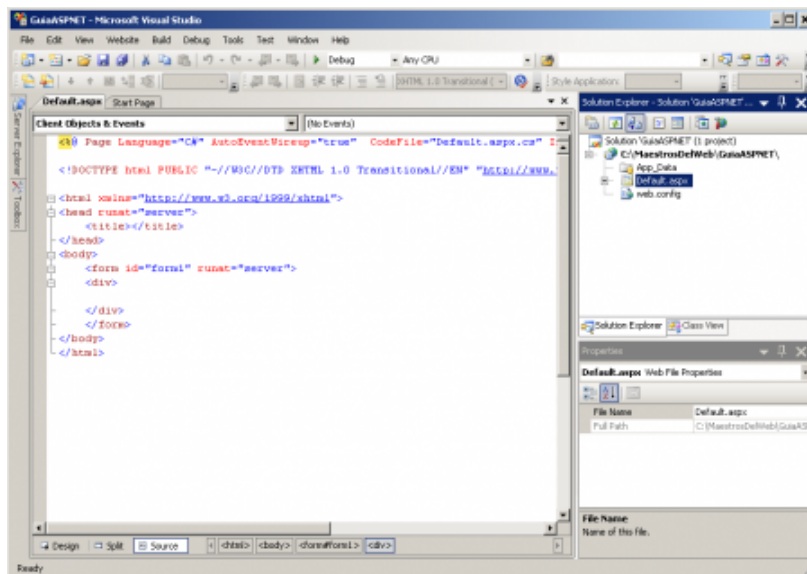 GuiaASPNET - Microsoft Visual Studio
File Edit View Website Build Debug Tools Test Window Help
Debug Any CPU
XHTML 1.0 Transitional ( Style Application:
Server Explorer
Toolbox
Default.aspx Start Page
Client Objects & Events (No Events)
<%@ Page Language="C#" AutoEventWireup="true" CodeFile="Default.aspx.cs" I
<!DOCTYPE html PUBLIC "-//W3C//DTD XHTML 1.0 Transitional//EN" "http://www.
<html xmlns="http://www.w3.org/1999/xhtml">
<head runat="server">
<title></title>
</head>
<body>
<form id="form1" runat="server">
<div>
</div>
</form>
</body>
</html>
Design Split Source <html> <body> <form#form1> <div>
Solution Explorer - Solution 'GuiaASPNET' ...
Solution 'GuiaASPNET' (1 project)
C:\MaestrosDelWeb\GuiaASPNET\
App_Data
Default.aspx
web.config
Solution Explorer Class View
Properties
Default.aspx Web File Properties
File Name Default.aspx
Full Path C:\MaestrosDelWeb\GuiaAS
File Name
Name of this file.
Ready